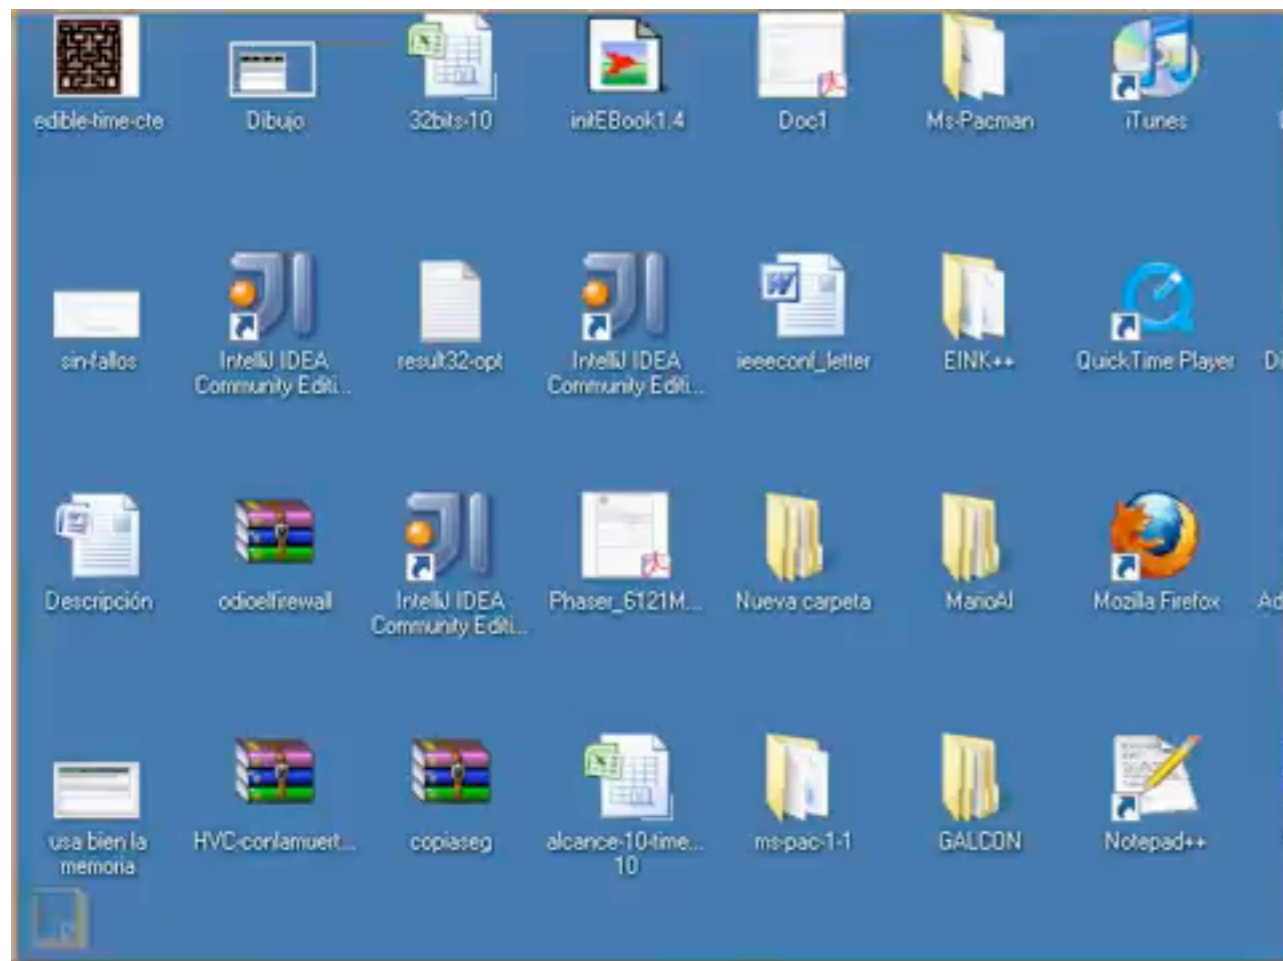 edible-time-cte
Dibujo
32bits-10
initEBook1.4
Doc1
Ms-Pacman
iTunes
sin-fallos
IntelliJ IDEA
Community Editi...
result32-opt
IntelliJ IDEA
Community Editi...
ieeeconf_letter
EINK++
QuickTime Player
Descripción
odioelfirewall
IntelliJ IDEA
Community Editi...
Phaser_6121M...
Nueva carpeta
MarioAI
Mozilla Firefox
usa bien la
memoria
HVC-conlamuert...
copiaseg
alcance-10-time...
10
ms-pac-1-1
GALCON
Notepad++